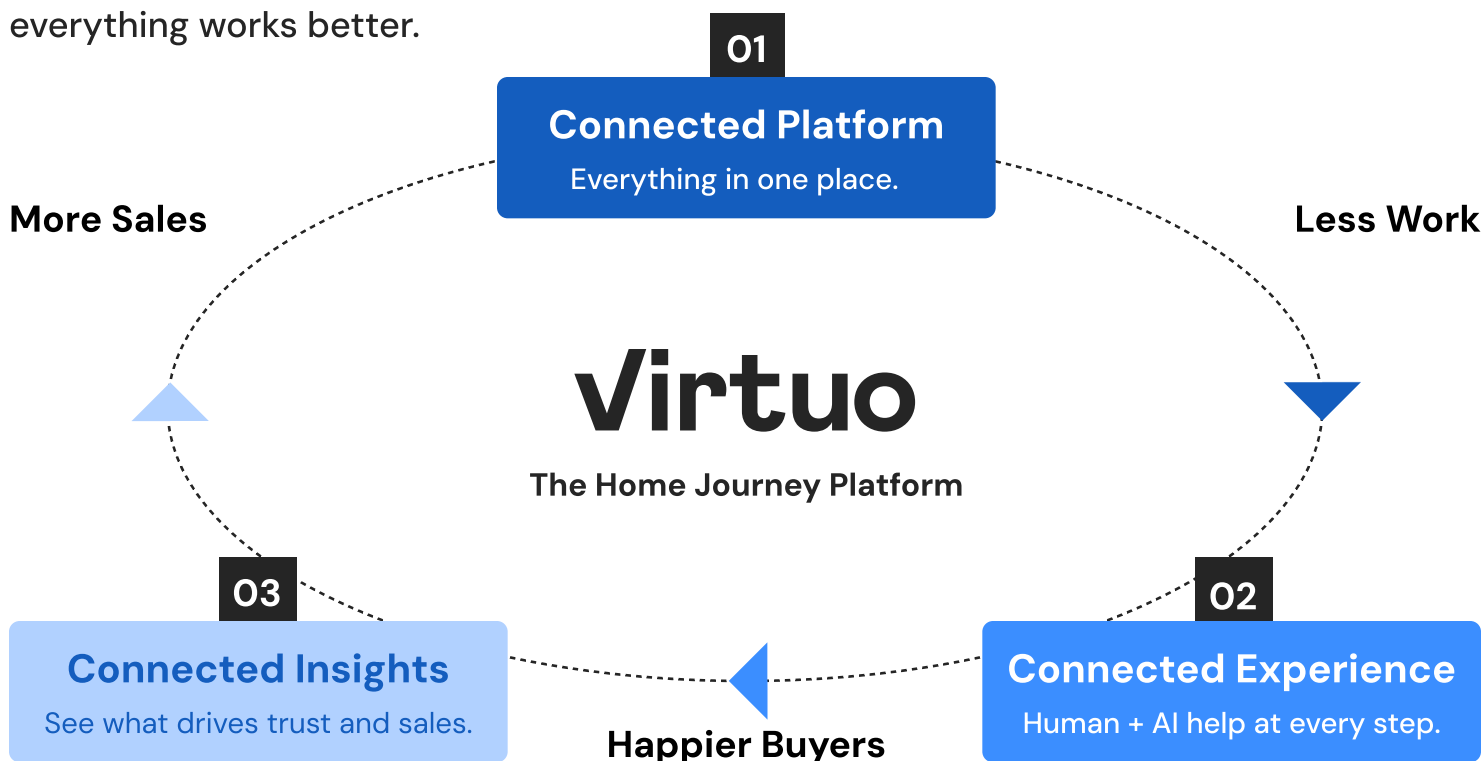 everything works better.
01
Connected Platform
Everything in one place.
More Sales
Less Work
Virtuo
The Home Journey Platform
03
02
Connected Insights
See what drives trust and sales.
Connected Experience
Human + AI help at every step.
Happier Buyers